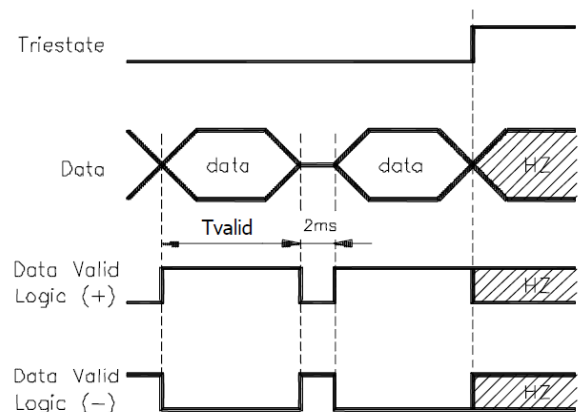 Triestate
Data
data
data
HZ
Tvalid
2ms
Data Valid
Logic (+)
HZ
Data Valid
Logic (-)
HZ